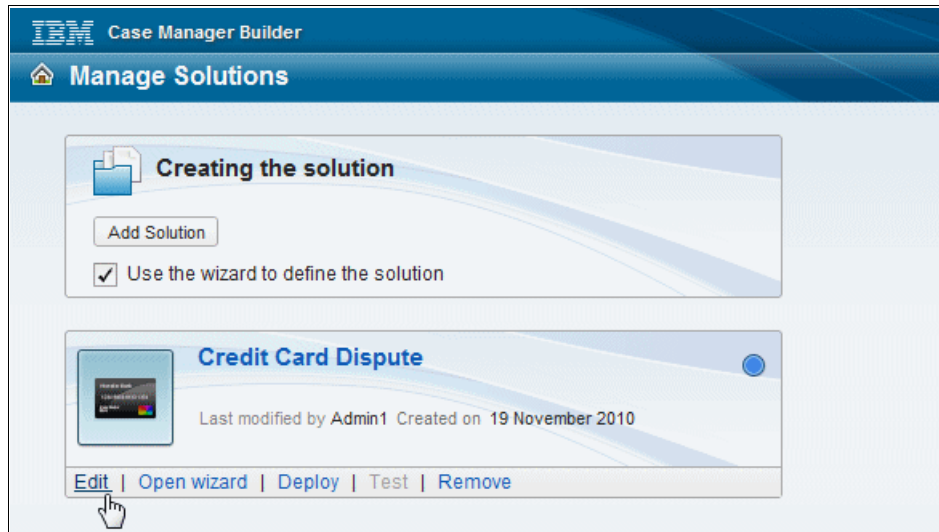 IBM Case Manager Builder
Manage Solutions
Creating the solution
Add Solution
Use the wizard to define the solution
Credit Card Dispute
Last modified by Admin1 Created on 19 November 2010
Edit | Open wizard | Deploy | Test | Remove